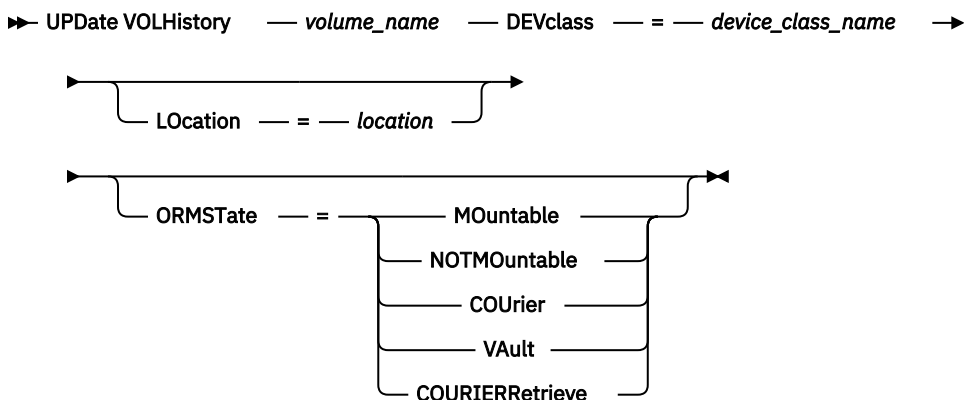 UPDate VOLHistory volume_name DEVclass = device_class_name
LOcation = location
ORMSTate = MOuntable
NOTMOuntable
COUrier
VAult
COURIERRetrieve